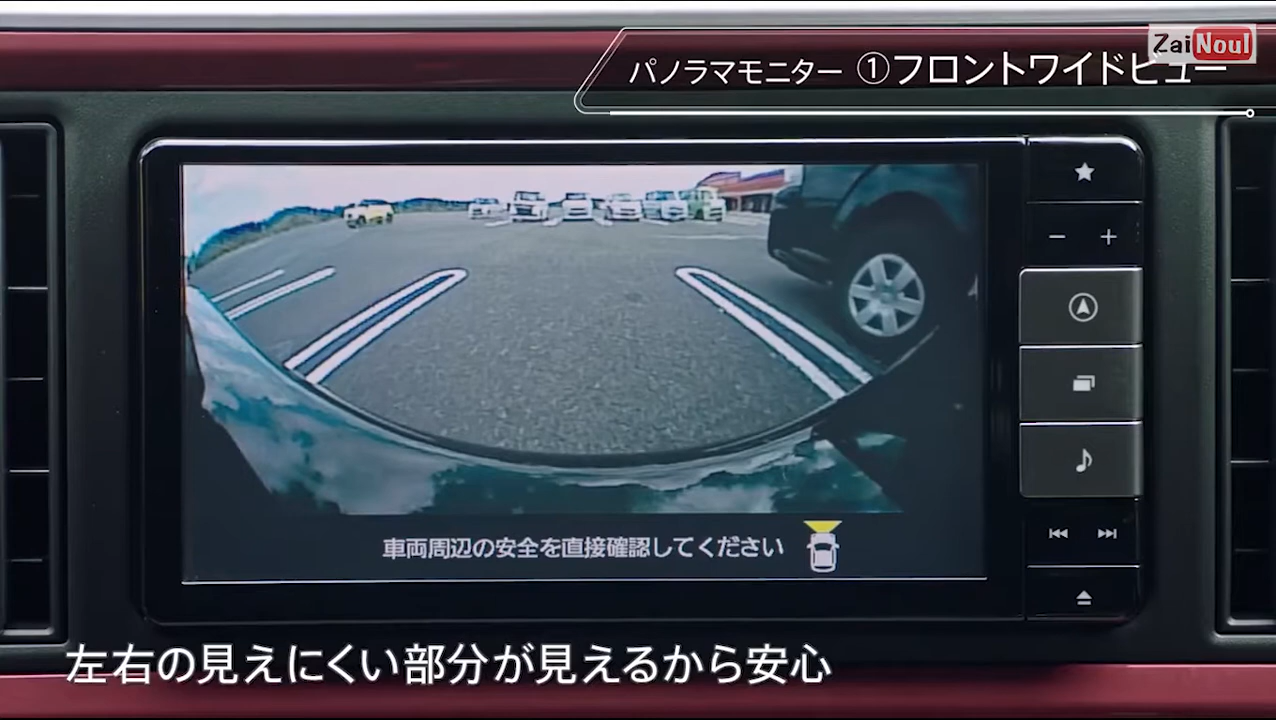 ZaiNoul
パノラマモニター ①フロントワイドビュー
車両周辺の安全を直接確認してください
左右の見えにくい部分が見えるから安心